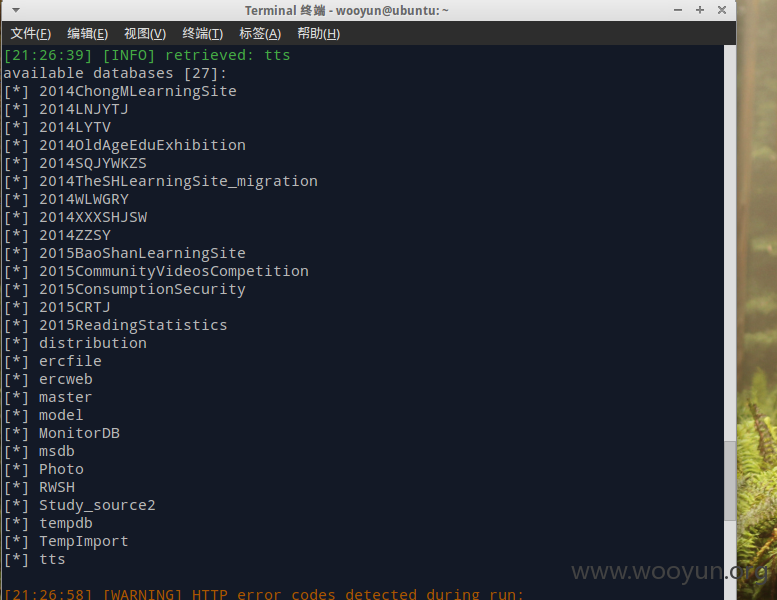 Terminal 终端 - wooyun@ubuntu: ~
文件(F) 编辑(E) 视图(V) 终端(T) 标签(A) 帮助(H)
[21:26:39] [INFO] retrieved: tts
available databases [27]:
[*] 2014ChongMLearningSite
[*] 2014LNJYTJ
[*] 2014LYTV
[*] 2014OldAgeEduExhibition
[*] 2014SQJYWKZS
[*] 2014TheSHLearningSite_migration
[*] 2014WLWGRY
[*] 2014XXXSHJSW
[*] 2014ZZSY
[*] 2015BaoShanLearningSite
[*] 2015CommunityVideosCompetition
[*] 2015ConsumptionSecurity
[*] 2015CRTJ
[*] 2015ReadingStatistics
[*] distribution
[*] ercfile
[*] ercweb
[*] master
[*] model
[*] MonitorDB
[*] msdb
[*] Photo
[*] RWSH
[*] Study_source2
[*] tempdb
[*] TempImport
[*] tts
www.wooyun.org
[21:26:58] [WARNING] HTTP error codes detected during run: